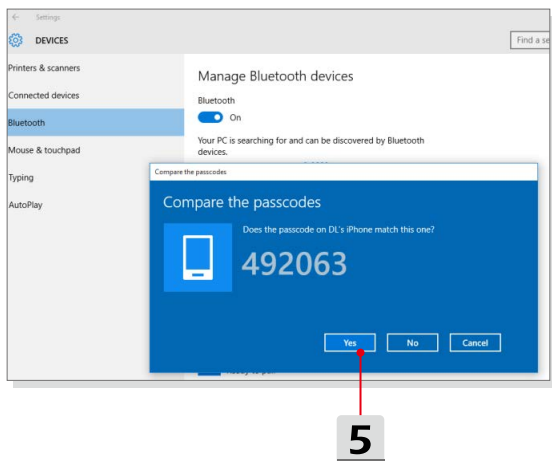 Settings
DEVICES
Find a se
Printers & scanners
Connected devices
Bluetooth
Mouse & touchpad
Typing
AutoPlay
Manage Bluetooth devices
Bluetooth
On
Your PC is searching for and can be discovered by Bluetooth
devices.
Compare the passcodes
Compare the passcodes
Does the passcode on DL's iPhone match this one?
492063
Yes
No
Cancel
5